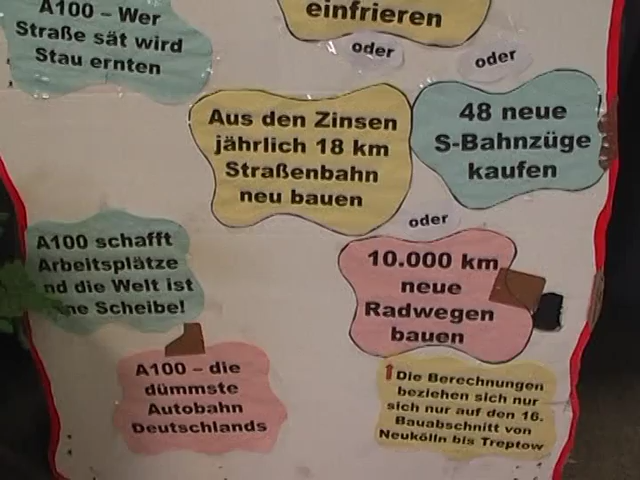 A100 – Wer
Straße sät wird
Stau ernten
einfrieren
oder
oder
Aus den Zinsen
jährlich 18 km
Straßenbahn
neu bauen
48 neue
S-Bahnzüge
kaufen
oder
A100 schafft
Arbeitsplätze
nd die Welt ist
ne Scheibe!
10.000 km
neue
Radwegen
bauen
A100 – die
dümmste
Autobahn
Deutschlands
Die Berechnungen
beziehen sich nur
sich nur auf den 16.
Bauabschnitt von
Neukölln bis Treptow